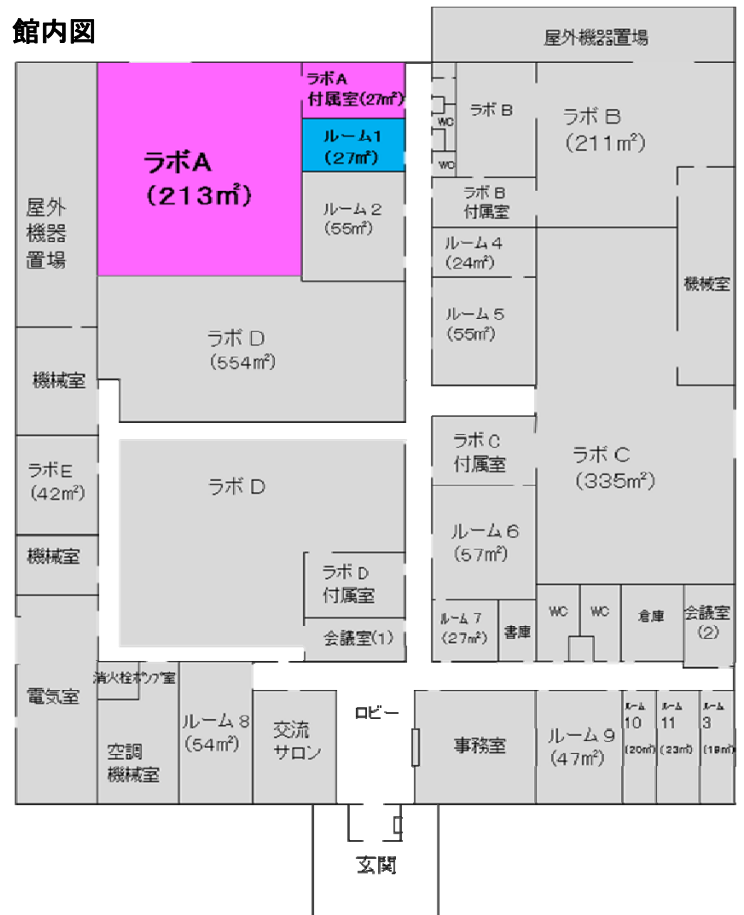 館内図
屋外機器置場
ラボA
付属室(27㎡)
ラボA
(213㎡)
ルーム1
(27㎡)
ルーム2
(55㎡)
屋外
機器
置場
WC
WC
ラボ B
ラボ B
(211㎡)
ラボ B
付属室
ルーム4
(24㎡)
ルーム5
(55㎡)
機械室
ラボ D
(554㎡)
機械室
ラボE
(42㎡)
機械室
ラボ D
ラボ D
付属室
会議室(1)
ラボ C
付属室
ラボ C
(335㎡)
ルーム6
(57㎡)
ルーム7
(27㎡)
書庫
WC
WC
倉庫
会議室
(2)
電気室
消火栓ポンプ室
空調
機械室
ルーム8
(54㎡)
交流
サロン
ロビー
事務室
ルーム9
(47㎡)
ルーム
10
(20㎡)
ルーム
11
(23㎡)
ルーム
3
(19㎡)
玄関